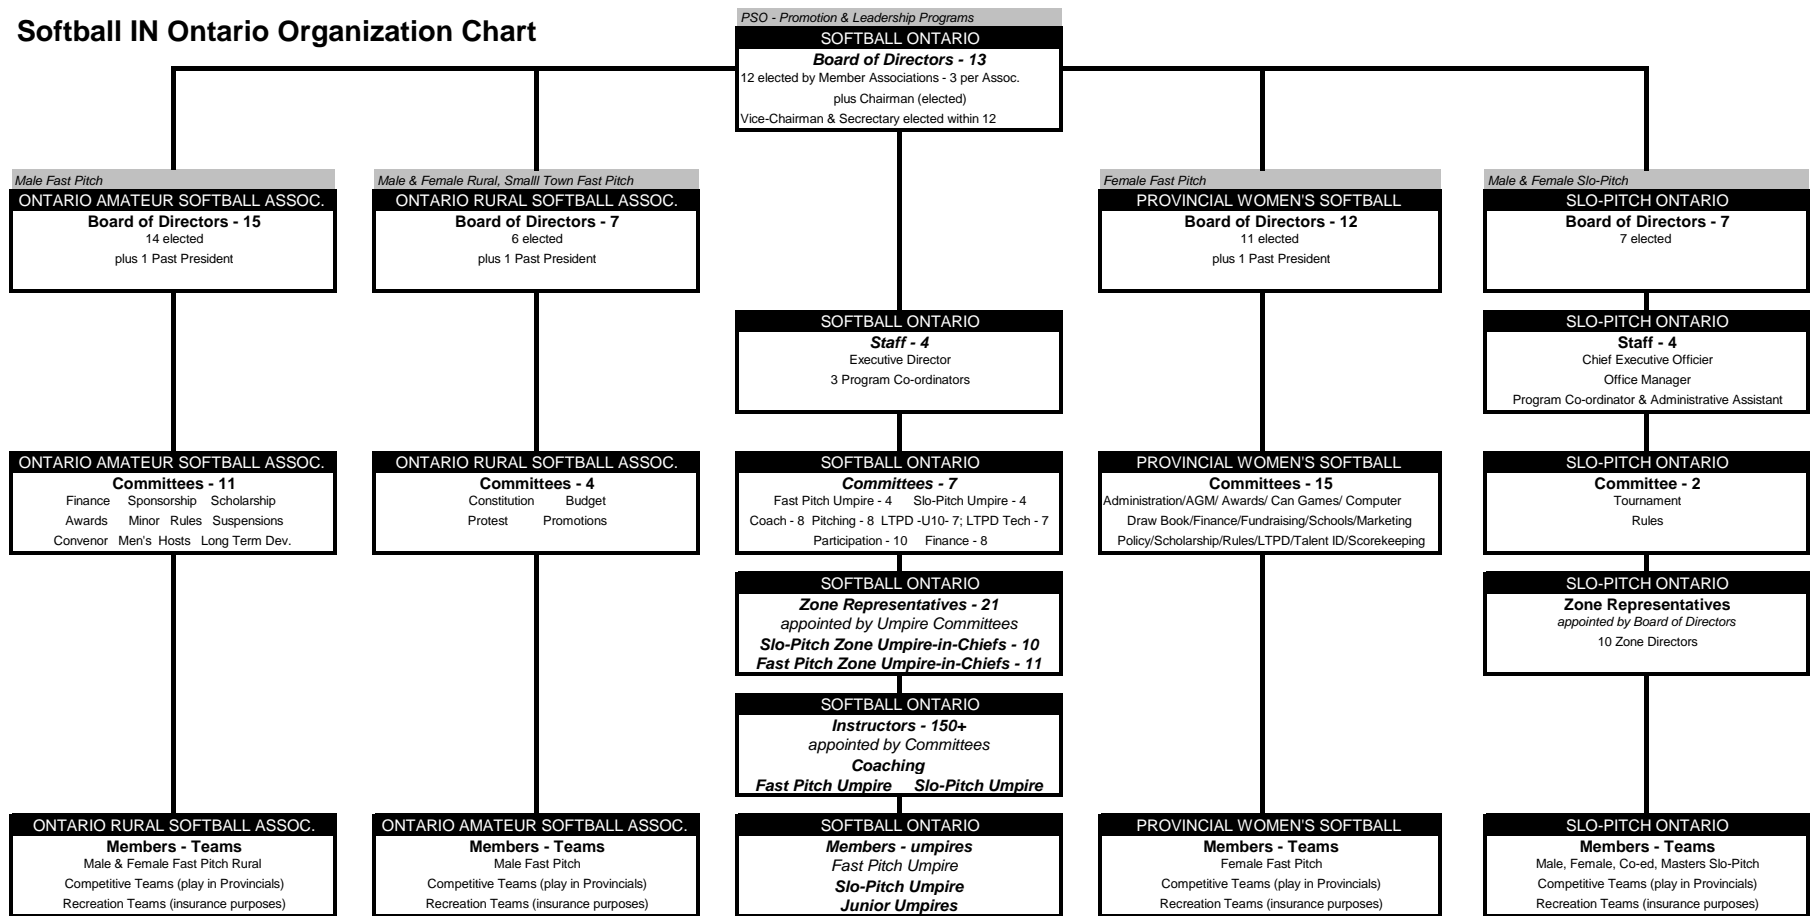 Softball IN Ontario Organization Chart
PSO - Promotion & Leadership Programs
SOFTBALL ONTARIO
Board of Directors - 13
12 elected by Member Associations - 3 per Assoc.
plus Chairman (elected)
Vice-Chairman & Secrectary elected within 12
Male Fast Pitch
ONTARIO AMATEUR SOFTBALL ASSOC.
Board of Directors - 15
14 elected
plus 1 Past President
Male & Female Rural, Smalll Town Fast Pitch
ONTARIO RURAL SOFTBALL ASSOC.
Board of Directors - 7
6 elected
plus 1 Past President
Female Fast Pitch
PROVINCIAL WOMEN'S SOFTBALL
Board of Directors - 12
11 elected
plus 1 Past President
Male & Female Slo-Pitch
SLO-PITCH ONTARIO
Board of Directors - 7
7 elected
SOFTBALL ONTARIO
Staff - 4
Executive Director
3 Program Co-ordinators
SLO-PITCH ONTARIO
Staff - 4
Chief Executive Officier
Office Manager
Program Co-ordinator & Administrative Assistant
ONTARIO AMATEUR SOFTBALL ASSOC.
Committees - 11
Finance Sponsorship Scholarship
Awards Minor Rules Suspensions
Convenor Men's Hosts Long Term Dev.
ONTARIO RURAL SOFTBALL ASSOC.
Committees - 4
Constitution Budget
Protest Promotions
SOFTBALL ONTARIO
Committees - 7
Fast Pitch Umpire - 4 Slo-Pitch Umpire - 4
Coach - 8 Pitching - 8 LTPD -U10- 7; LTPD Tech - 7
Participation - 10 Finance - 8
PROVINCIAL WOMEN'S SOFTBALL
Committees - 15
Administration/AGM/ Awards/ Can Games/ Computer
Draw Book/Finance/Fundraising/Schools/Marketing
Policy/Scholarship/Rules/LTPD/Talent ID/Scorekeeping
SLO-PITCH ONTARIO
Committee - 2
Tournament
Rules
SOFTBALL ONTARIO
Zone Representatives - 21
appointed by Umpire Committees
Slo-Pitch Zone Umpire-in-Chiefs - 10
Fast Pitch Zone Umpire-in-Chiefs - 11
SLO-PITCH ONTARIO
Zone Representatives
appointed by Board of Directors
10 Zone Directors
SOFTBALL ONTARIO
Instructors - 150+
appointed by Committees
Coaching
Fast Pitch Umpire Slo-Pitch Umpire
ONTARIO RURAL SOFTBALL ASSOC.
Members - Teams
Male & Female Fast Pitch Rural
Competitive Teams (play in Provincials)
Recreation Teams (insurance purposes)
ONTARIO AMATEUR SOFTBALL ASSOC.
Members - Teams
Male Fast Pitch
Competitive Teams (play in Provincials)
Recreation Teams (insurance purposes)
SOFTBALL ONTARIO
Members - umpires
Fast Pitch Umpire
Slo-Pitch Umpire
Junior Umpires
PROVINCIAL WOMEN'S SOFTBALL
Members - Teams
Female Fast Pitch
Competitive Teams (play in Provincials)
Recreation Teams (insurance purposes)
SLO-PITCH ONTARIO
Members - Teams
Male, Female, Co-ed, Masters Slo-Pitch
Competitive Teams (play in Provincials)
Recreation Teams (insurance purposes)